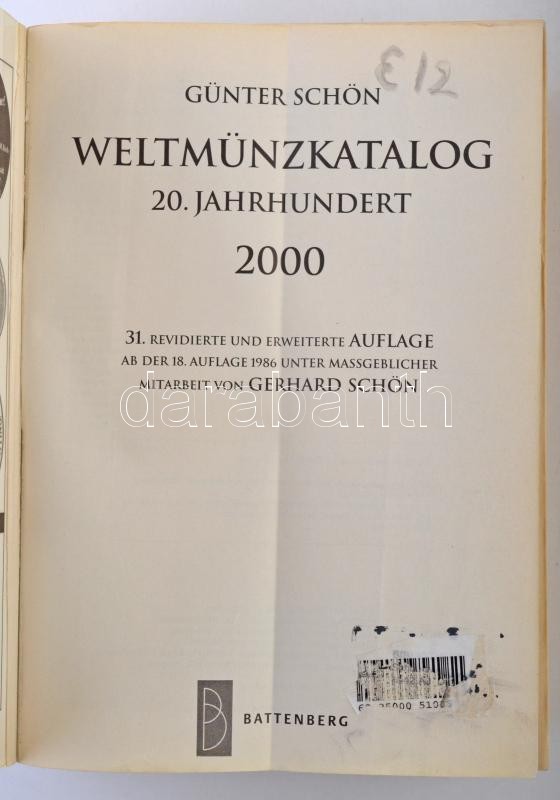 GÜNTER SCHÖN
WELTMÜNZKATALOG
20. JAHRHUNDERT
2000
31. REVIDIERTE UND ERWEITERTE AUFLAGE
AB DER 18. AUFLAGE 1986 UNTER MASSGEBLICHER
MITARBEIT VON GERHARD SCHÖN
darabanth
BATTENBERG